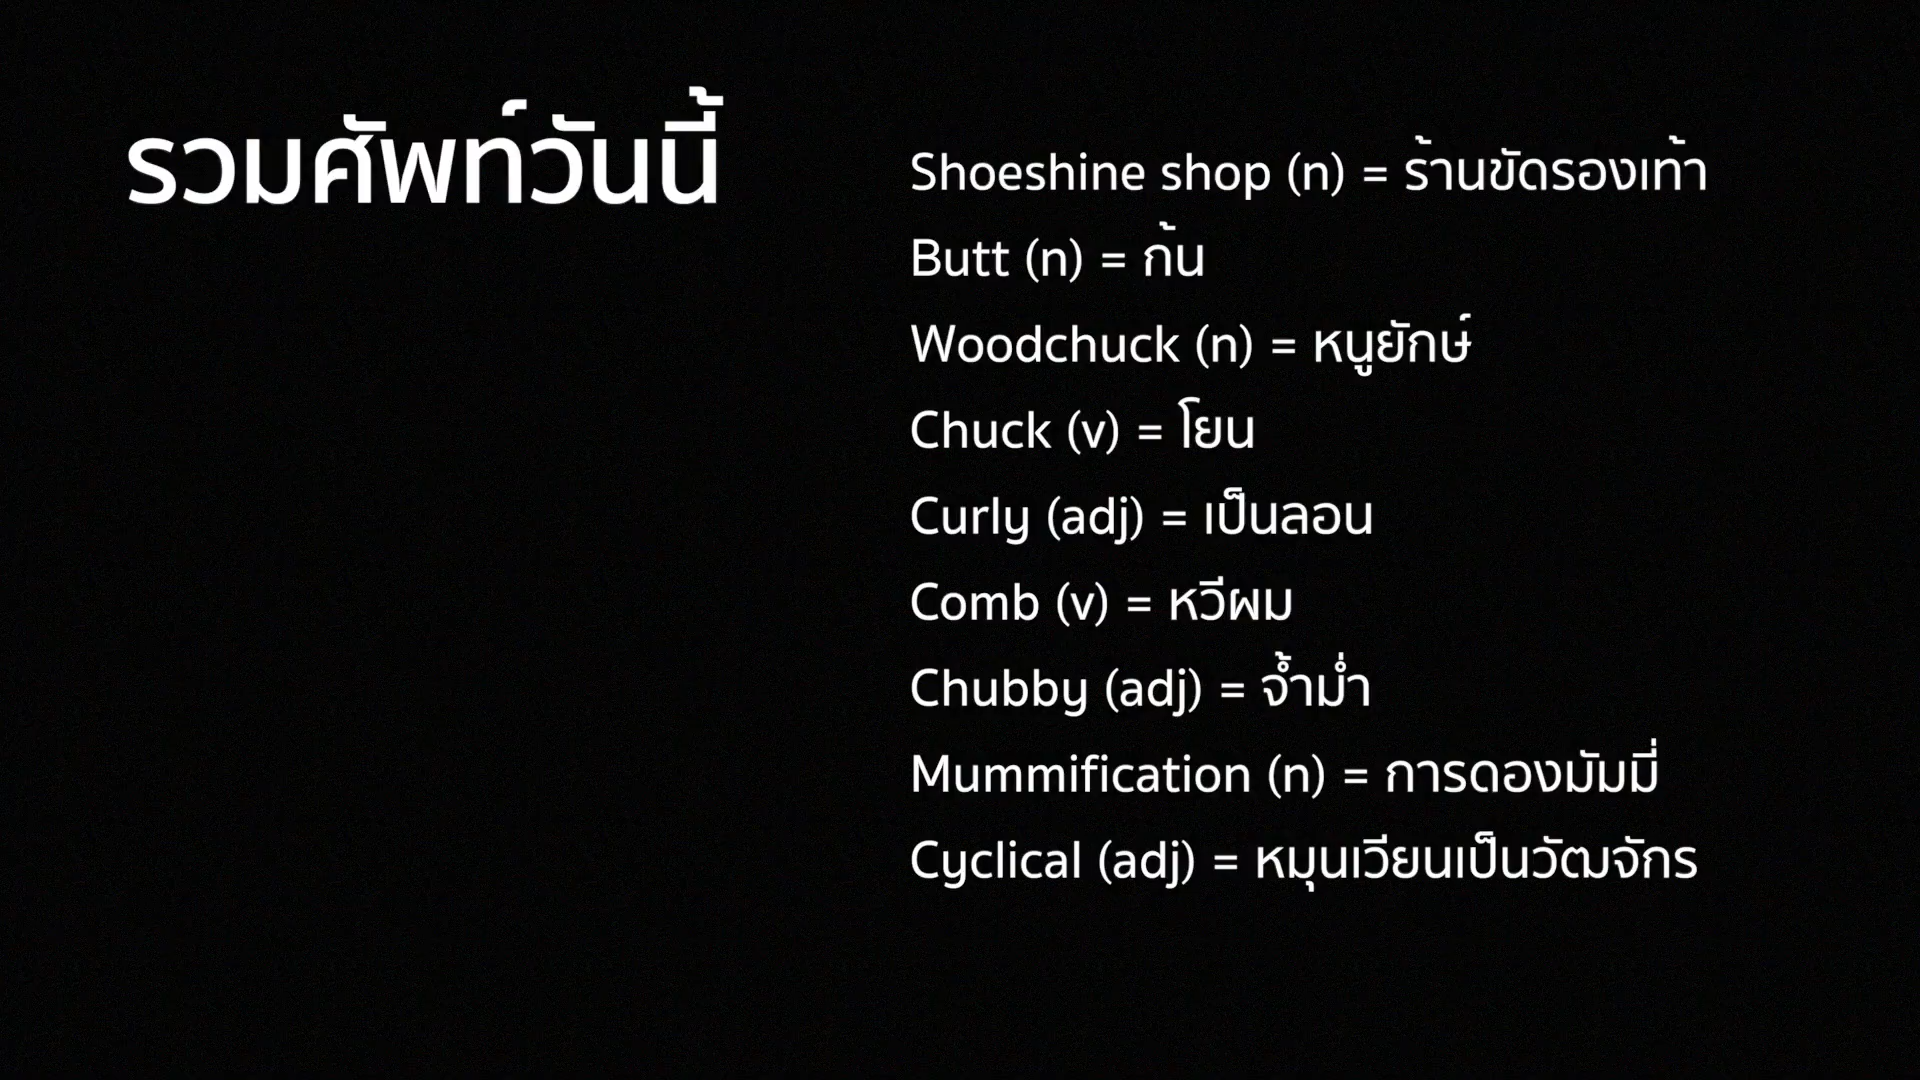 รวมศัพท์วันนี้
Shoeshine shop (n) = ร้านขัดรองเท้า
Butt (n) = ก้น
Woodchuck (n) = หนูยักษ์
Chuck (v) = โยน
Curly (adj) = เป็นลอน
Comb (v) = หวีผม
Chubby (adj) = จ้ำม่ำ
Mummification (n) = การดองมัมมี่
Cyclical (adj) = หมุนเวียนเป็นวัฒจักร